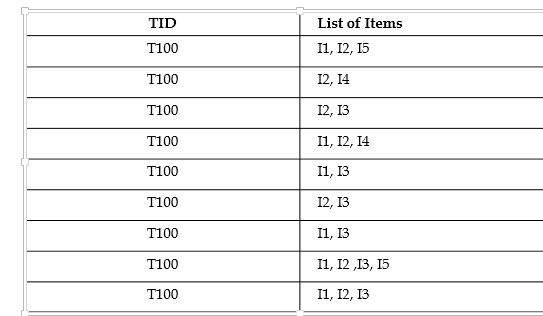 TID List of Items
T100 I1, I2, I5
T100 I2, I4
T100 I2, I3
T100 I1, I2, I4
T100 I1, I3
T100 I2, I3
T100 I1, I3
T100 I1, I2 ,I3, I5
T100 I1, I2, I3